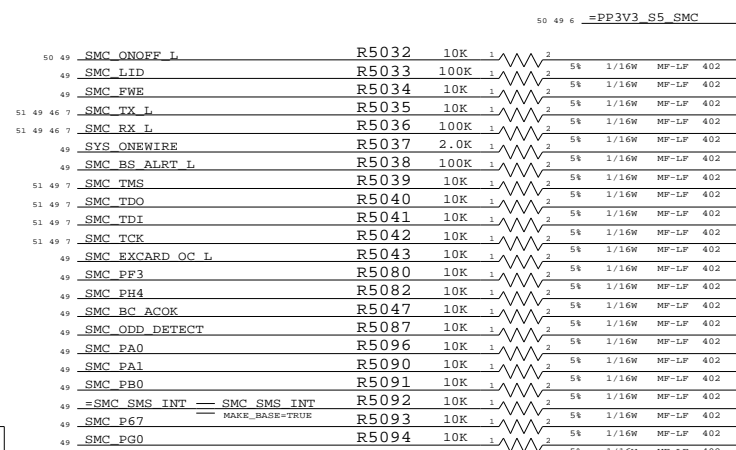 50 49 6 =PP3V3_S5_SMC
50 49 SMC_ONOFF_L R5032 10K 1 2 5% 1/16W MF-LF 402
49 SMC_LID R5033 100K 1 2 5% 1/16W MF-LF 402
49 SMC_FWE R5034 10K 1 2 5% 1/16W MF-LF 402
51 49 46 7 SMC_TX_L R5035 10K 1 2 5% 1/16W MF-LF 402
51 49 46 7 SMC_RX_L R5036 100K 1 2 5% 1/16W MF-LF 402
49 SYS_ONEWIRE R5037 2.0K 1 2 5% 1/16W MF-LF 402
49 SMC_BS_ALRT_L R5038 100K 1 2 5% 1/16W MF-LF 402
51 49 7 SMC_TMS R5039 10K 1 2 5% 1/16W MF-LF 402
51 49 7 SMC_TDO R5040 10K 1 2 5% 1/16W MF-LF 402
51 49 7 SMC_TDI R5041 10K 1 2 5% 1/16W MF-LF 402
51 49 7 SMC_TCK R5042 10K 1 2 5% 1/16W MF-LF 402
49 SMC_EXCARD_OC_L R5043 10K 1 2 5% 1/16W MF-LF 402
49 SMC_PF3 R5080 10K 1 2 5% 1/16W MF-LF 402
49 SMC_PH4 R5082 10K 1 2 5% 1/16W MF-LF 402
49 SMC_BC_ACOK R5047 10K 1 2 5% 1/16W MF-LF 402
49 SMC_ODD_DETECT R5087 10K 1 2 5% 1/16W MF-LF 402
49 SMC_PA0 R5096 10K 1 2 5% 1/16W MF-LF 402
49 SMC_PA1 R5090 10K 1 2 5% 1/16W MF-LF 402
49 SMC_PB0 R5091 10K 1 2 5% 1/16W MF-LF 402
49 =SMC_SMS_INT SMC_SMS_INT R5092 10K 1 2 5% 1/16W MF-LF 402
MAKE_BASE=TRUE
49 SMC_P67 R5093 10K 1 2 5% 1/16W MF-LF 402
49 SMC_PG0 R5094 10K 1 2 5% 1/16W MF-LF 402